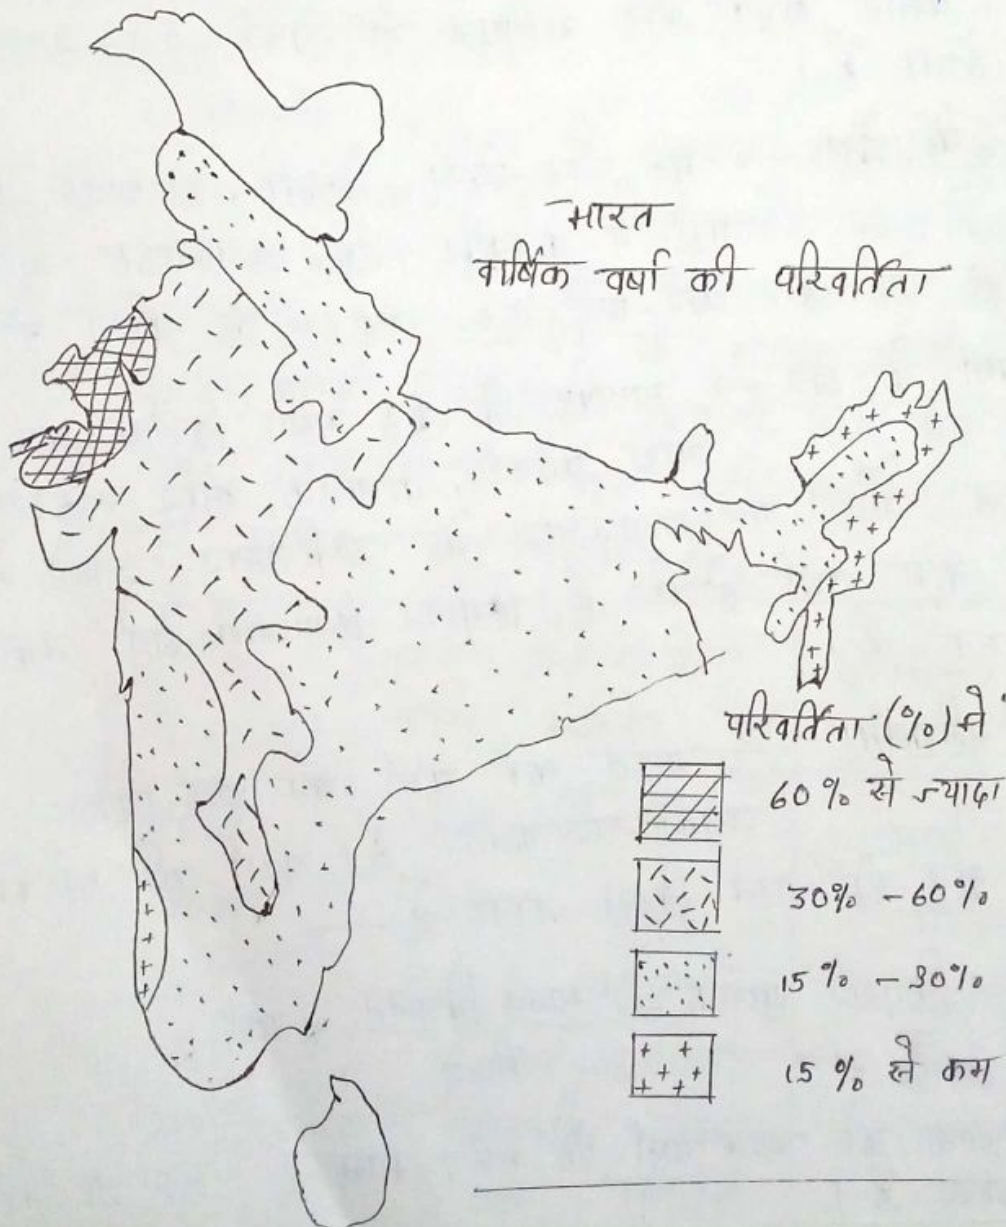 भारत
वार्षिक वर्षा की परिवर्तिता
परिवर्तिता (%) में
60% से ज्यादा
30% - 60%
15% - 30%
15% से कम